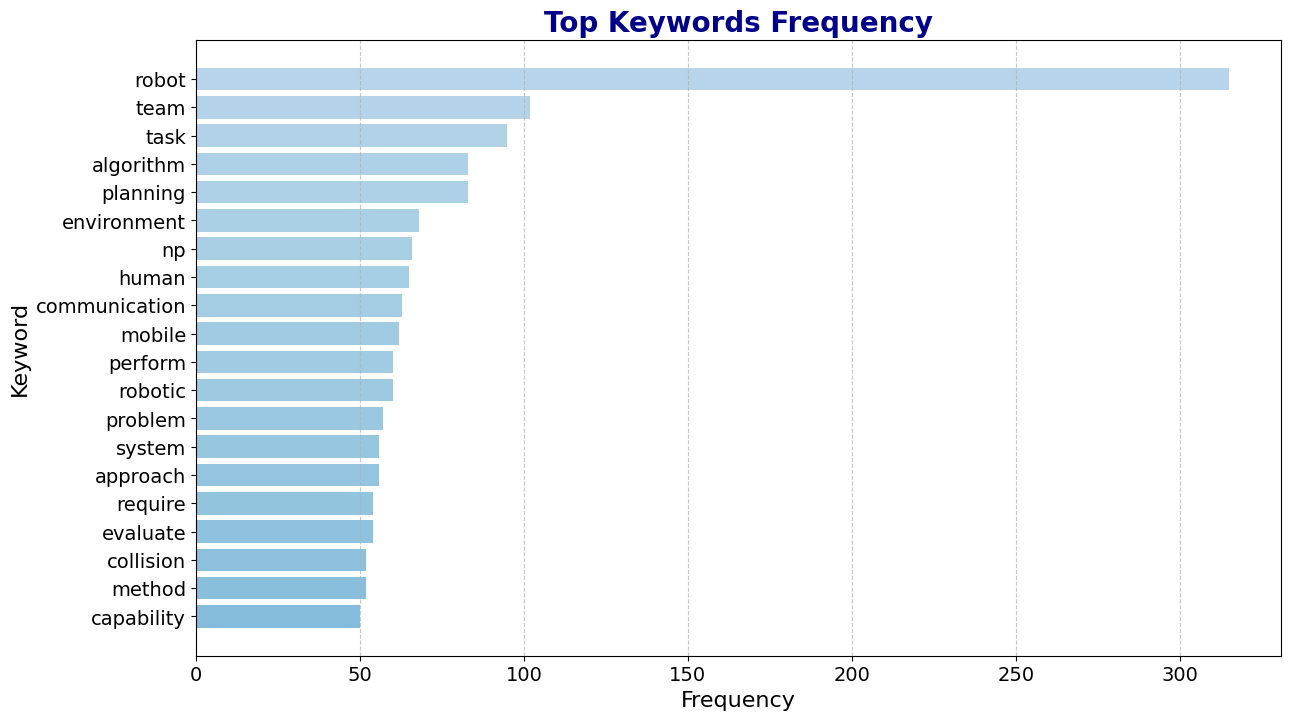 Top Keywords Frequency
robot
team
task
algorithm
planning
environment
np
human
communication
mobile
perform
robotic
problem
system
approach
require
evaluate
collision
method
capability
Keyword
0 50 100 150 200 250 300
Frequency